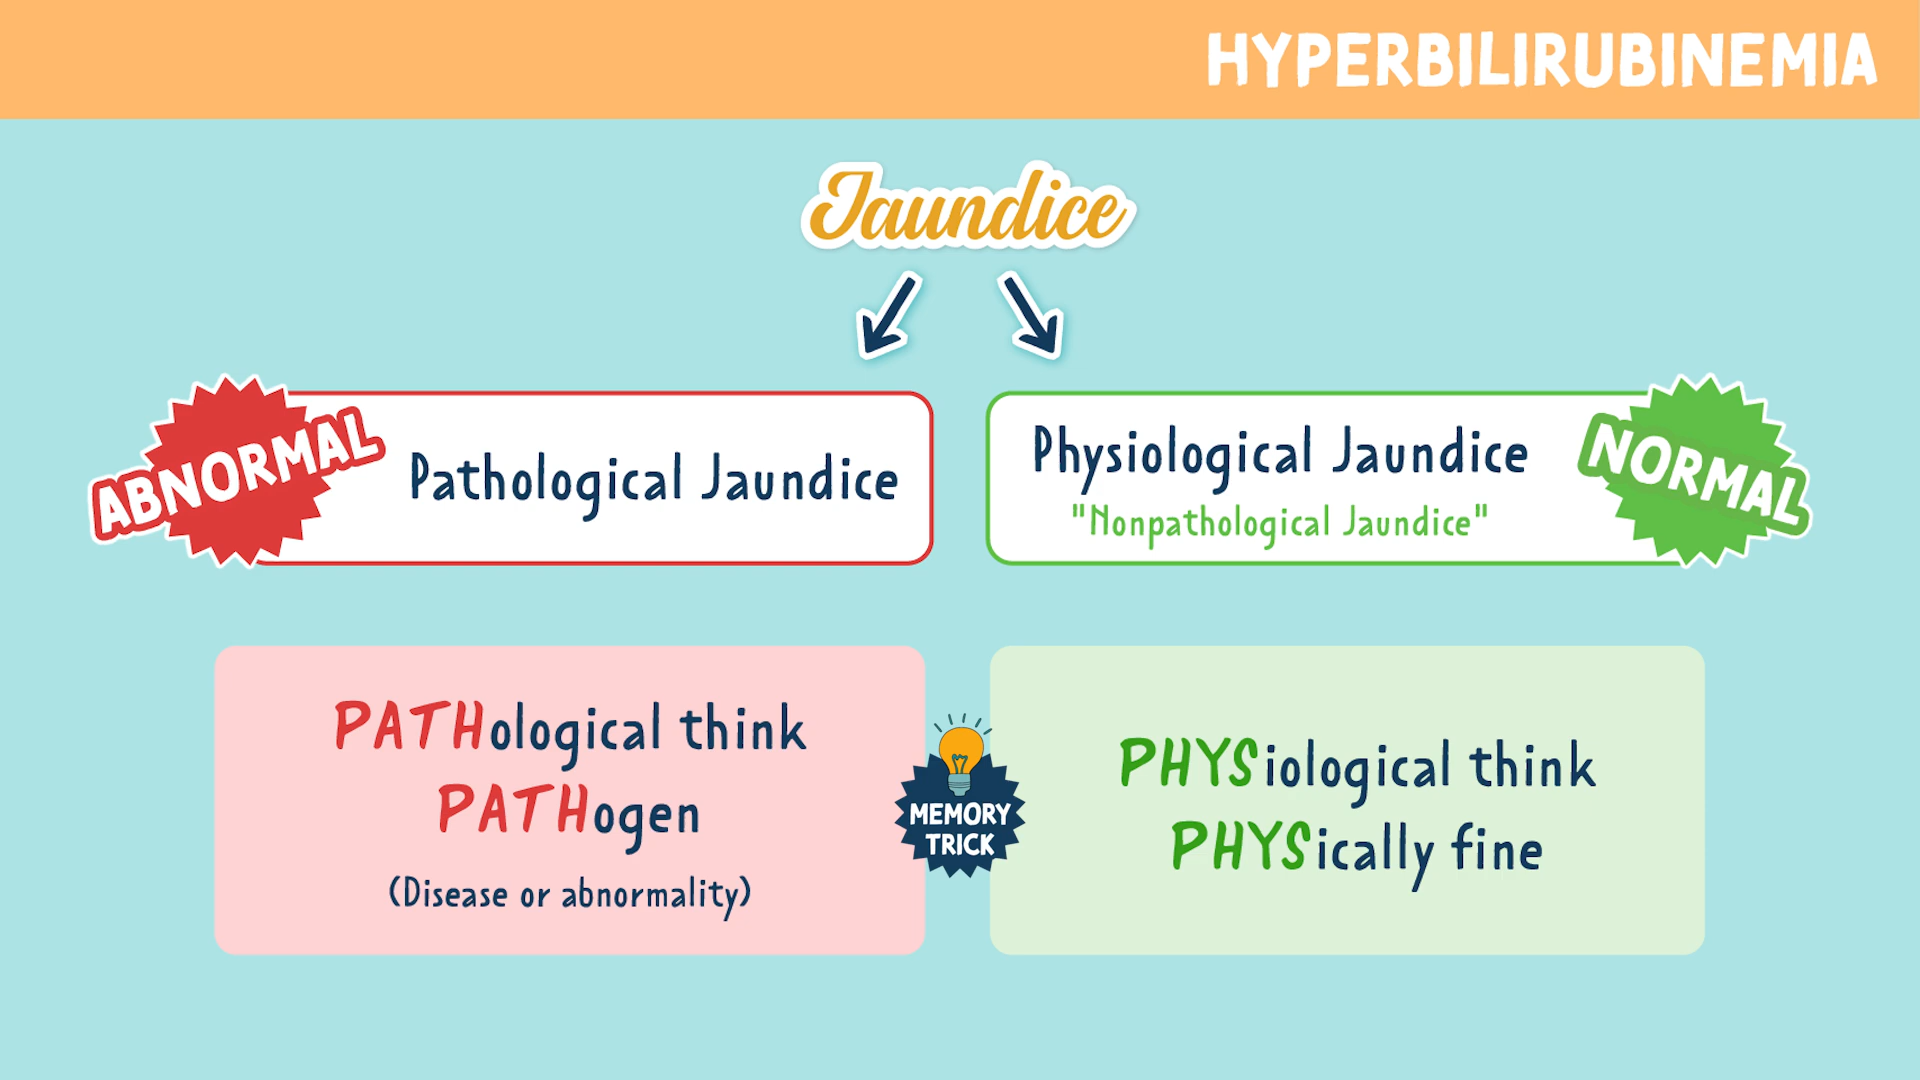 HYPERBILIRUBINEMIA
Jaundice
ABNORMAL
Pathological Jaundice
Physiological Jaundice
"Nonpathological Jaundice"
NORMAL
PATHological think
PATHogen
(Disease or abnormality)
MEMORY
TRICK
PHYSiological think
PHYSically fine